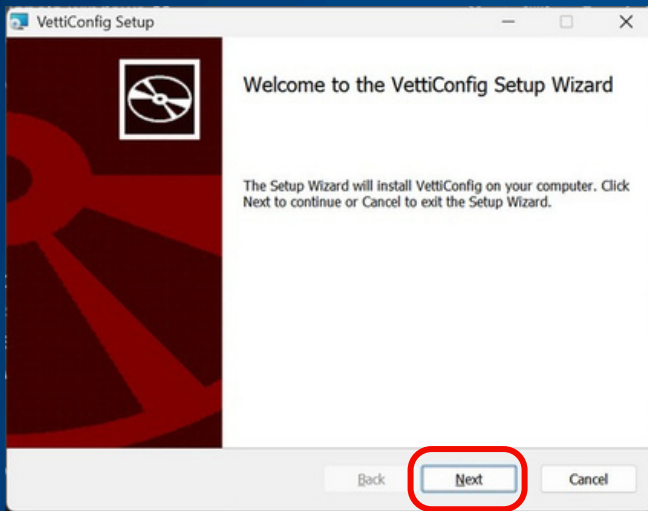 VettiConfig Setup
Welcome to the VettiConfig Setup Wizard
The Setup Wizard will install VettiConfig on your computer. Click
Next to continue or Cancel to exit the Setup Wizard.
Back Next Cancel